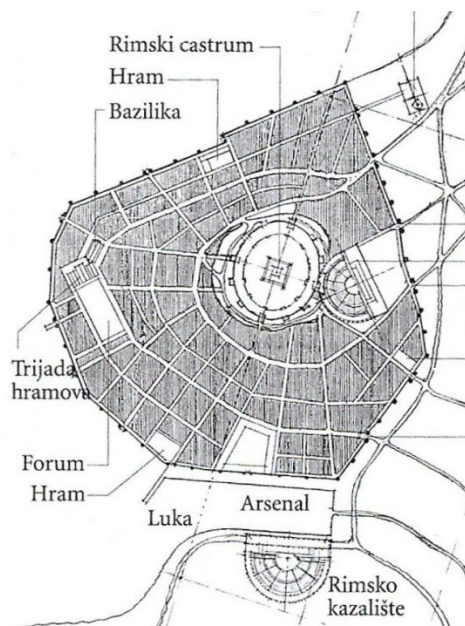 Rimski castrum
Hram
Bazilika
Trijada
hramova
Forum
Hram
Luka
Arsenal
Rimsko
kazalište